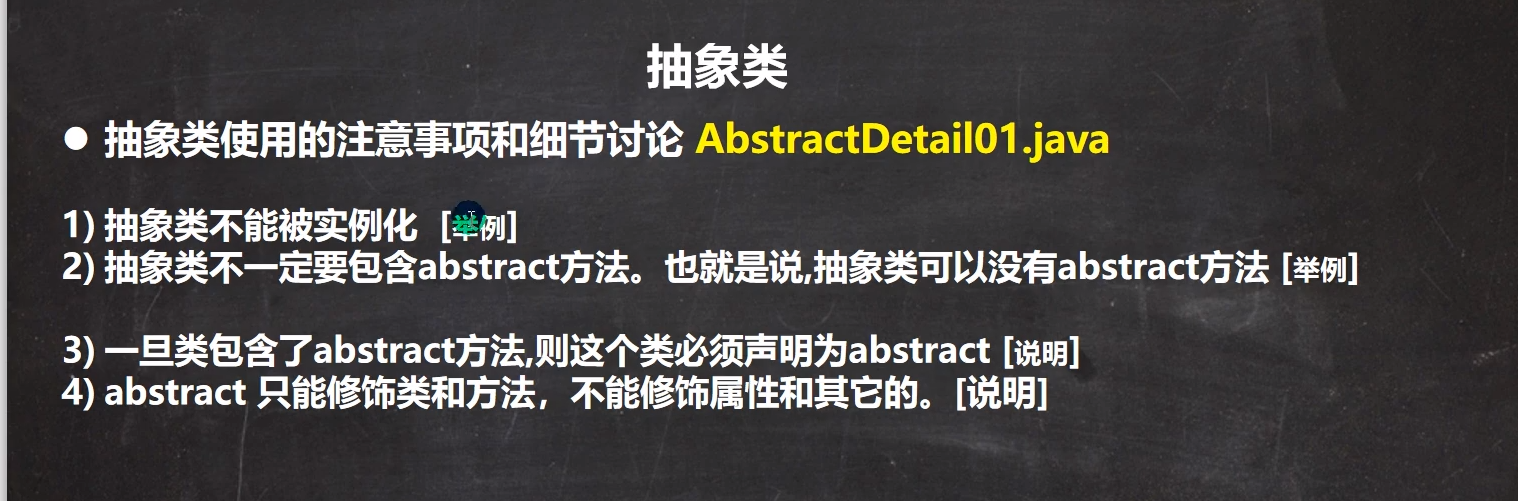 抽象类
● 抽象类使用的注意事项和细节讨论 AbstractDetail01.java
1) 抽象类不能被实例化 [举例]
2) 抽象类不一定要包含abstract方法。也就是说,抽象类可以没有abstract方法 [举例]
3) 一旦类包含了abstract方法,则这个类必须声明为abstract [说明]
4) abstract 只能修饰类和方法，不能修饰属性和其它的。[说明]